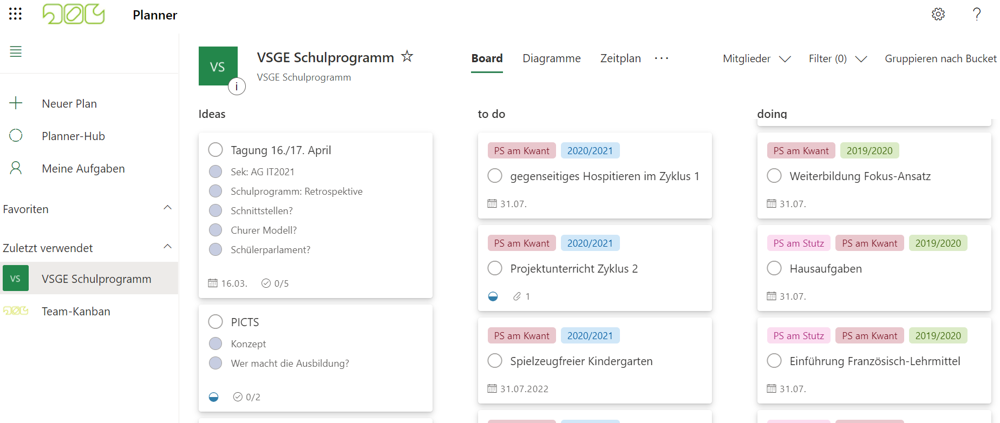 Planner
VSGE Schulprogramm
VS
i
VSGE Schulprogramm
Board
Diagramme
Zeitplan
Mitglieder
Filter (0)
Gruppieren nach Bucket
Neuer Plan
Planner-Hub
Meine Aufgaben
Favoriten
Zuletzt verwendet
VS
VSGE Schulprogramm
Team-Kanban
Ideas
Tagung 16./17. April
Sek: AG IT2021
Schulprogramm: Retrospektive
Schnittstellen?
Churer Modell?
Schülerparlament?
16.03. 0/5
PICTS
Konzept
Wer macht die Ausbildung?
0/2
to do
PS am Kwant 2020/2021
gegenseitiges Hospitieren im Zyklus 1
31.07.
PS am Kwant 2020/2021
Projektunterricht Zyklus 2
1
PS am Kwant 2020/2021
Spielzeugfreier Kindergarten
31.07.2022
doing
PS am Kwant 2019/2020
Weiterbildung Fokus-Ansatz
31.07.
PS am Stutz PS am Kwant 2019/2020
Hausaufgaben
31.07.
PS am Stutz PS am Kwant 2019/2020
Einführung Französisch-Lehrmittel
31.07.